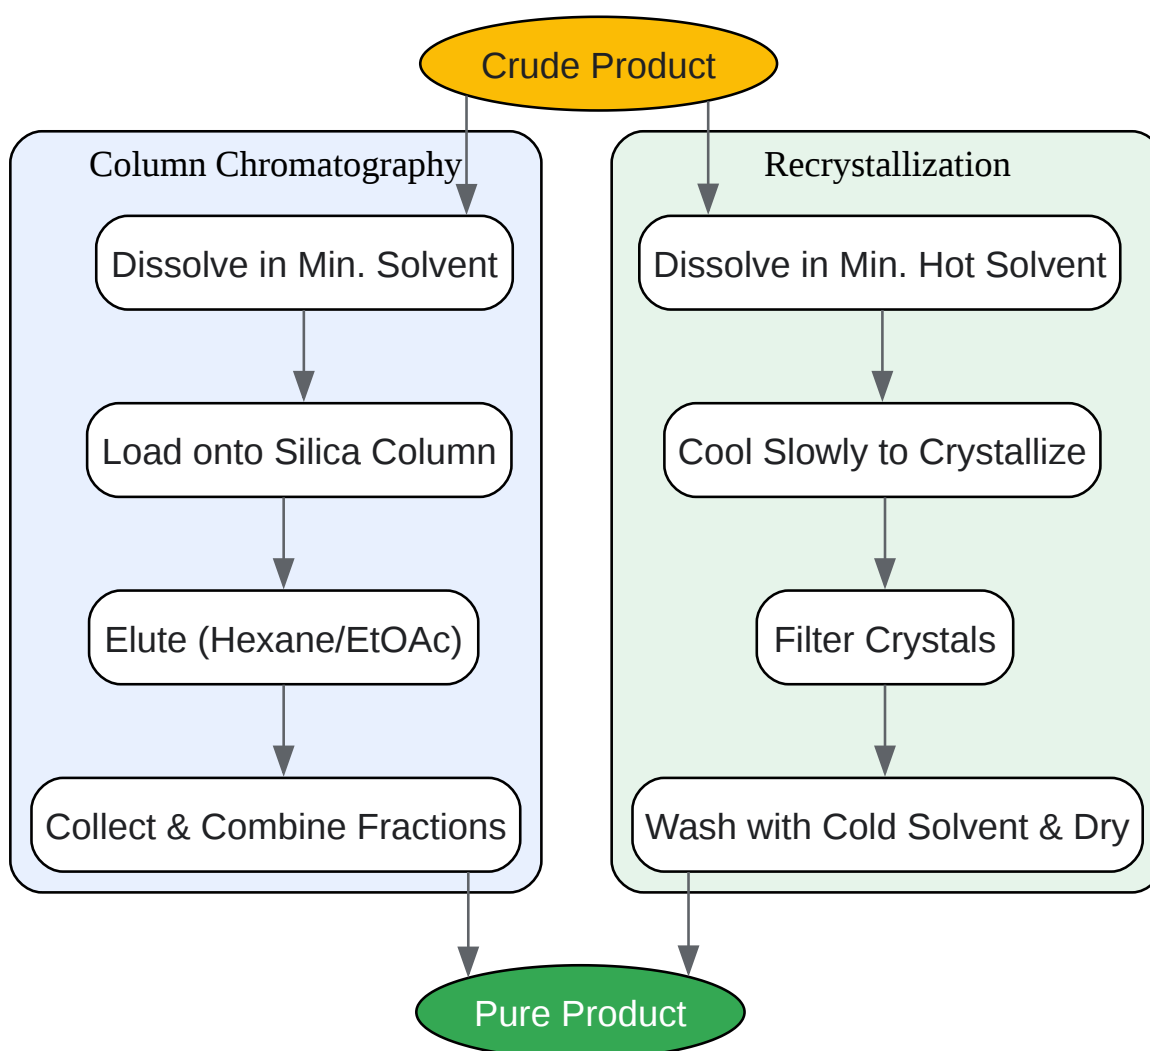 Crude Product
Column Chromatography
Dissolve in Min. Solvent
Load onto Silica Column
Elute (Hexane/EtOAc)
Collect & Combine Fractions
Recrystallization
Dissolve in Min. Hot Solvent
Cool Slowly to Crystallize
Filter Crystals
Wash with Cold Solvent & Dry
Pure Product